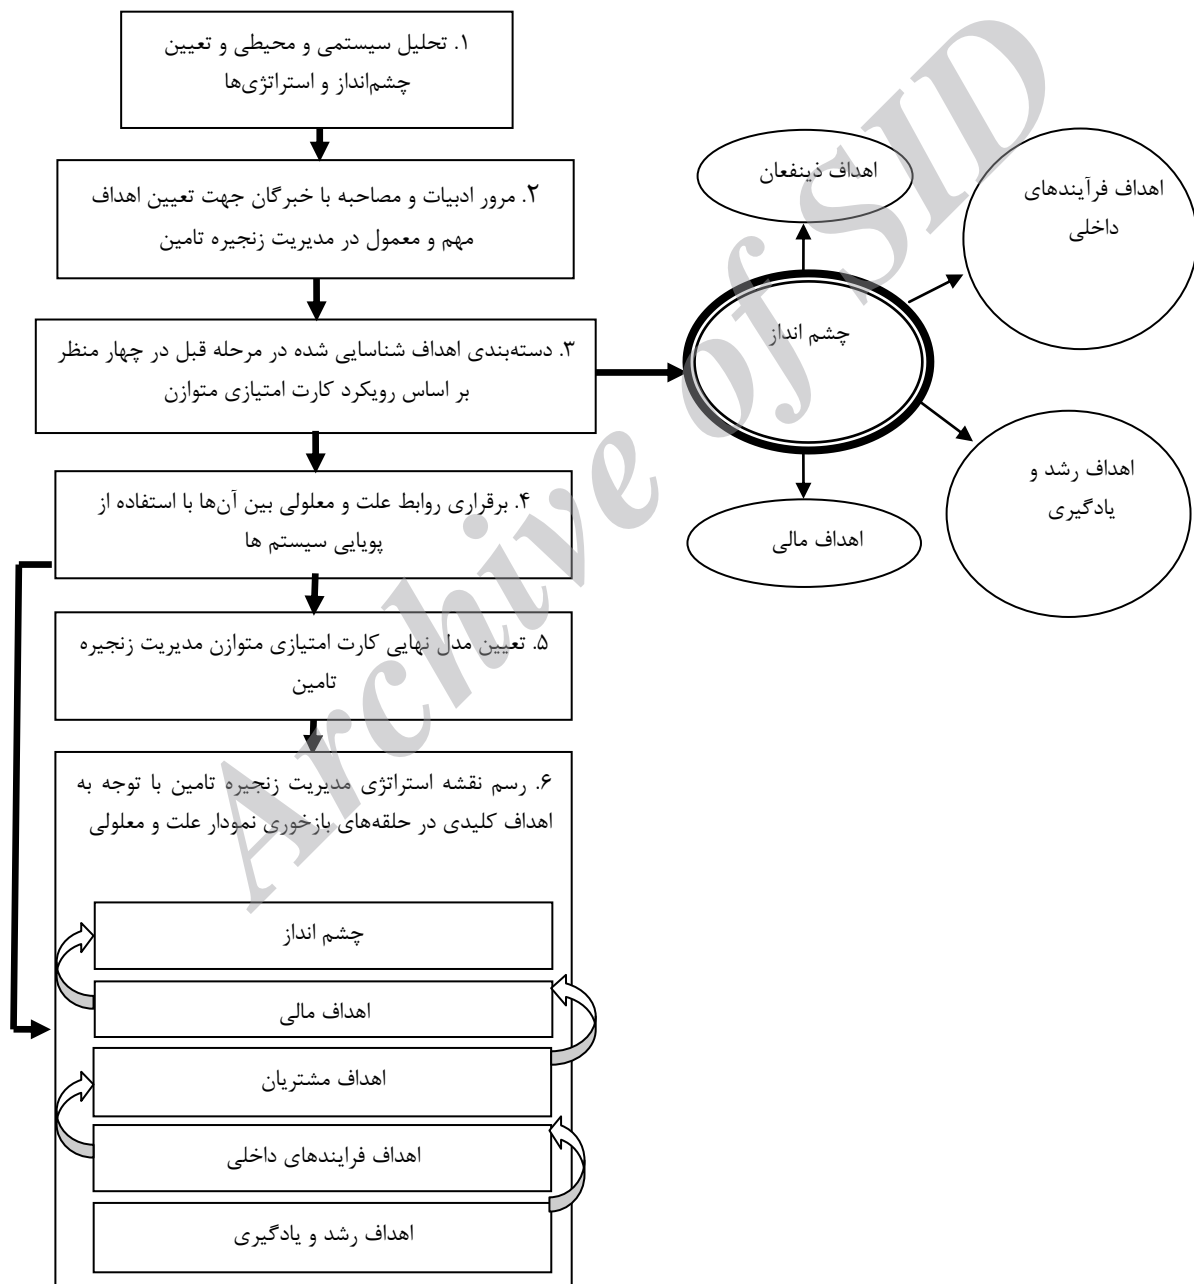 ۱. تحلیل سیستمی و محیطی و تعیین
چشم‌انداز و استراتژی‌ها
۲. مرور ادبیات و مصاحبه با خبرگان جهت تعیین اهداف
مهم و معمول در مدیریت زنجیره تامین
۳. دسته‌بندی اهداف شناسایی شده در مرحله قبل در چهار منظر
بر اساس رویکرد کارت امتیازی متوازن
اهداف ذینفعان
اهداف فرآیندهای
داخلی
چشم انداز
اهداف رشد و
یادگیری
اهداف مالی
۴. برقراری روابط علت و معلولی بین آن‌ها با استفاده از
پویایی سیستم ها
۵. تعیین مدل نهایی کارت امتیازی متوازن مدیریت زنجیره
تامین
۶. رسم نقشه استراتژی مدیریت زنجیره تامین با توجه به
اهداف کلیدی در حلقه‌های بازخوری نمودار علت و معلولی
چشم انداز
اهداف مالی
اهداف مشتریان
اهداف فرایندهای داخلی
اهداف رشد و یادگیری
Archive of SID